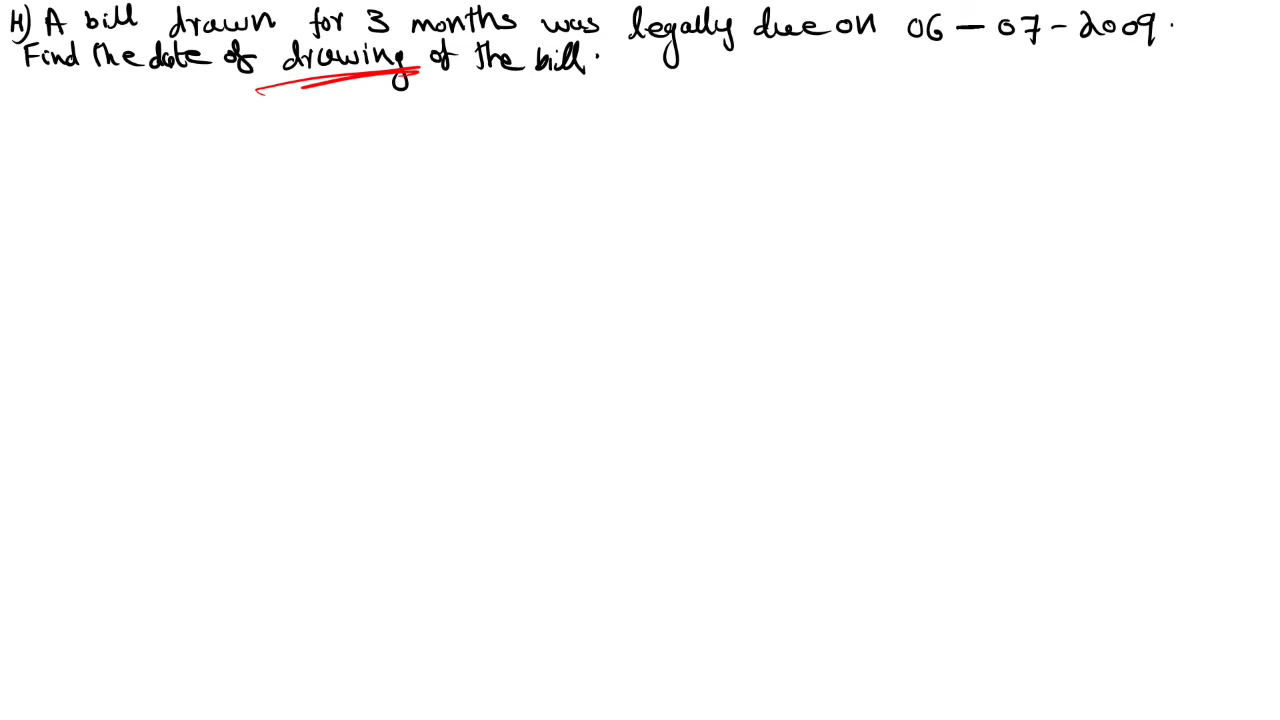 4) A bill drawn for 3 months was legally due on 06 - 07 - 2009.
Find the date of drawing of the bill.